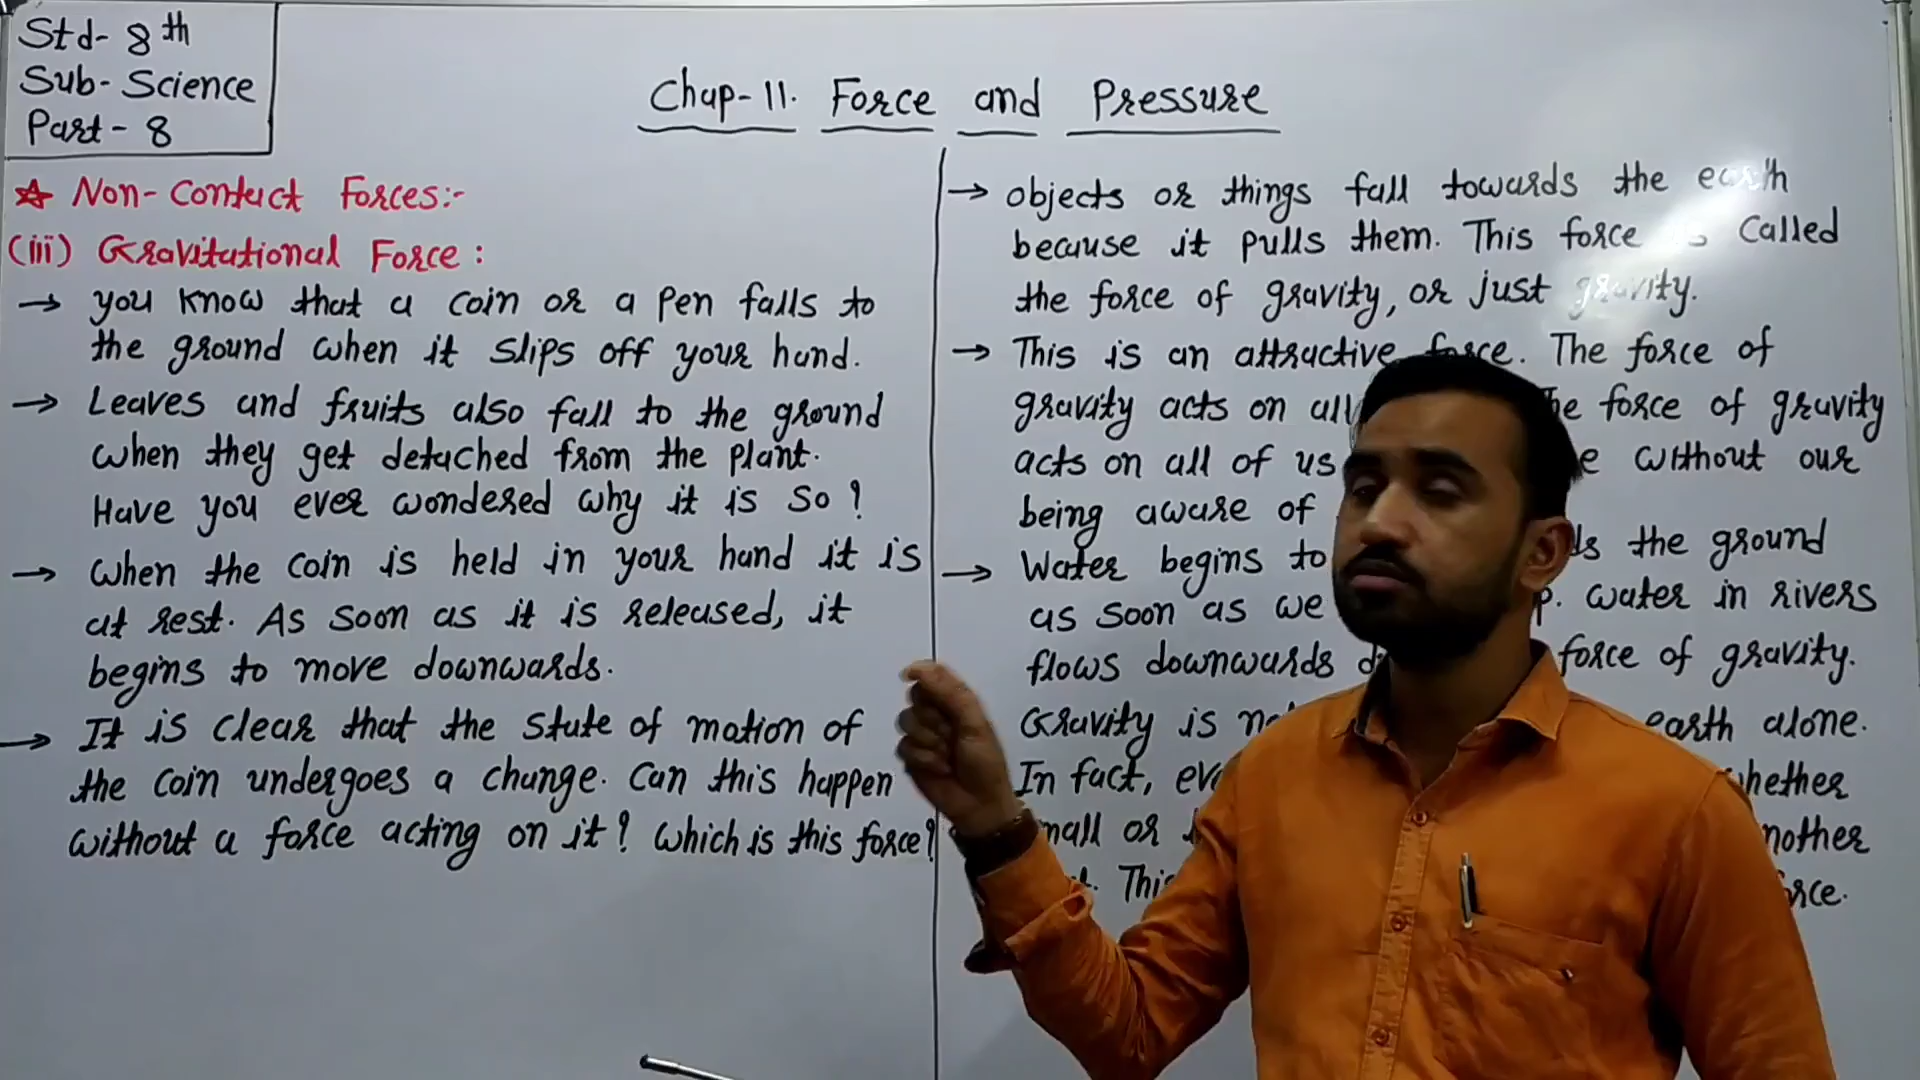 Std- 8th
Sub- Science
Part- 8
Chap-11. Force and Pressure
Non-Contact Forces:-
(iii) Gravitational Force:
→ you know that a coin or a pen falls to
the ground when it slips off your hand.
→ Leaves and fruits also fall to the ground
when they get detached from the plant.
Have you ever wondered why it is so?
→ When the coin is held in your hand it is
at rest. As soon as it is released, it
begins to move downwards.
→ It is clear that the state of motion of
the coin undergoes a change. Can this happen
without a force acting on it? Which is this force?
→ objects or things fall towards the earth
because it pulls them. This force is called
the force of gravity, or just gravity.
→ This is an attractive force. The force of
gravity acts on all force of gravity
acts on all of us without our
being aware of
→ Water begins to the ground
as soon as we water in rivers
flows downwards force of gravity.
Gravity is earth alone.
In fact, whether
or
This